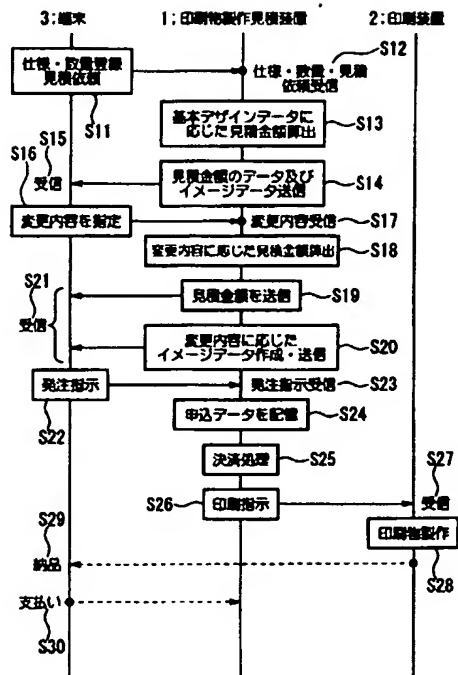 3;端末
1;印刷物製作見積装置
2;印刷装置
仕様・数量登録
見積依頼
S11
仕様・数量・見積
依頼受信
S12
基本デザインデータに
応じた見積金額算出
S13
見積金額のデータ及び
イメージデータ送信
S14
S15
受信
S16
変更内容を指定
変更内容受信
S17
変更内容に応じた見積金額算出
S18
見積金額を送信
S19
S21
受信
変更内容に応じた
イメージデータ作成・送信
S20
発注指示
S22
発注指示受信
S23
申込データを記憶
S24
決済処理
S25
S26
印刷指示
S27
受信
印刷物製作
S28
S29
納品
支払い
S30